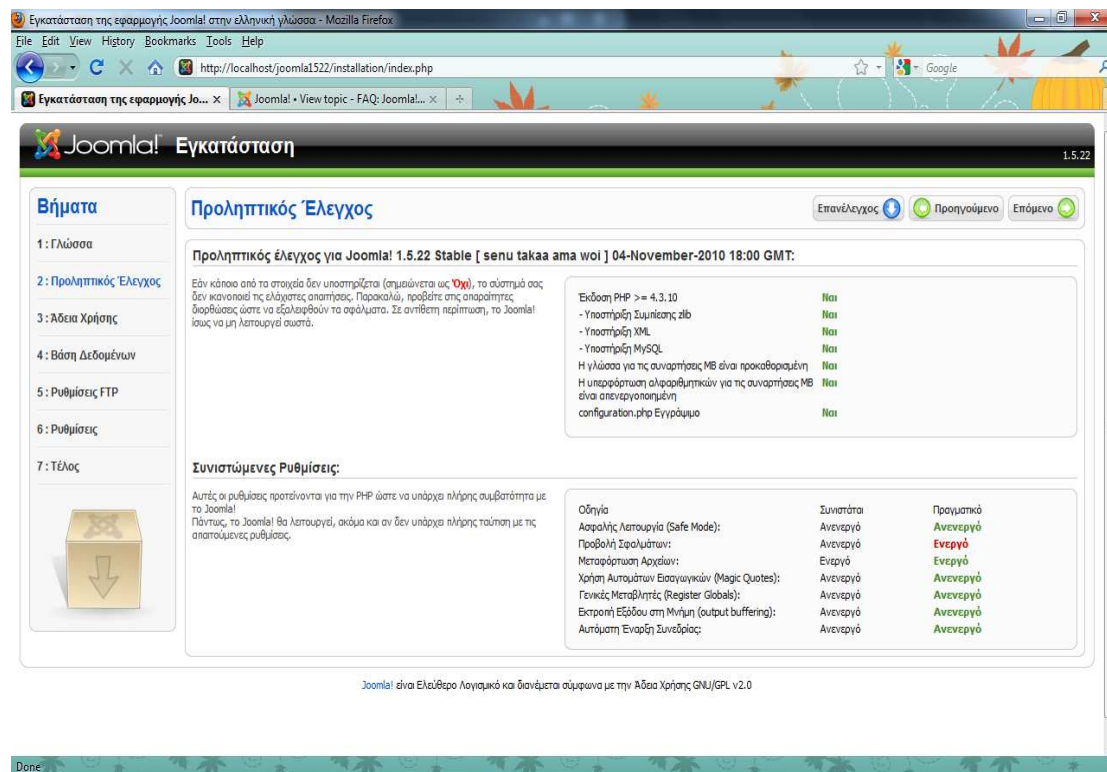 Εγκατάσταση της εφαρμογής Joomla! στην ελληνική γλώσσα - Mozilla Firefox
File Edit View History Bookmarks Tools Help
http://localhost/joomla1522/installation/index.php
Google
Εγκατάσταση της εφαρμογής Jo...
Joomla! • View topic - FAQ: Joomla!...
Joomla! Εγκατάσταση
1.5.22
Βήματα
1 : Γλώσσα
2 : Προληπτικός Έλεγχος
3 : Άδεια Χρήσης
4 : Βάση Δεδομένων
5 : Ρυθμίσεις FTP
6 : Ρυθμίσεις
7 : Τέλος
Προληπτικός Έλεγχος
Επανέλεγχος Προηγούμενο Επόμενο
Προληπτικός έλεγχος για Joomla! 1.5.22 Stable [ senu takaa ama woi ] 04-November-2010 18:00 GMT:
Εάν κάποιο από τα στοιχεία δεν υποστηρίζεται (σημειώνεται ως Όχι), το σύστημά σας
δεν ικανοποιεί τις ελάχιστες απαιτήσεις. Παρακαλώ, προβείτε στις απαραίτητες
διορθώσεις ώστε να εξαλειφθούν τα σφάλματα. Σε αντίθετη περίπτωση, το Joomla!
ίσως να μη λειτουργεί σωστά.
Έκδοση PHP >= 4.3.10 Ναι
- Υποστήριξη Συμπίεσης zlib Ναι
- Υποστήριξη XML Ναι
- Υποστήριξη MySQL Ναι
Η γλώσσα για τις συναρτήσεις MB είναι προκαθορισμένη Ναι
Η υπερφόρτωση αλφαριθμητικών για τις συναρτήσεις MB Ναι
είναι απενεργοποιημένη
configuration.php Εγγράψιμο Ναι
Συνιστώμενες Ρυθμίσεις:
Αυτές οι ρυθμίσεις προτείνονται για την PHP ώστε να υπάρχει πλήρης συμβατότητα με
το Joomla!
Πάντως, το Joomla! θα λειτουργεί, ακόμα και αν δεν υπάρχει πλήρης ταύτιση με τις
απαιτούμενες ρυθμίσεις.
Οδηγία Συνιστάται Πραγματικό
Ασφαλής Λειτουργία (Safe Mode): Ανενεργό Ανενεργό
Προβολή Σφαλμάτων: Ανενεργό Ενεργό
Μεταφόρτωση Αρχείων: Ενεργό Ενεργό
Χρήση Αυτομάτων Εισαγωγικών (Magic Quotes): Ανενεργό Ανενεργό
Γενικές Μεταβλητές (Register Globals): Ανενεργό Ανενεργό
Εκτροπή Εξόδου στη Μνήμη (output buffering): Ανενεργό Ανενεργό
Αυτόματη Έναρξη Συνεδρίας: Ανενεργό Ανενεργό
Joomla! είναι Ελεύθερο Λογισμικό και διανέμεται σύμφωνα με την Άδεια Χρήσης GNU/GPL v2.0
Done